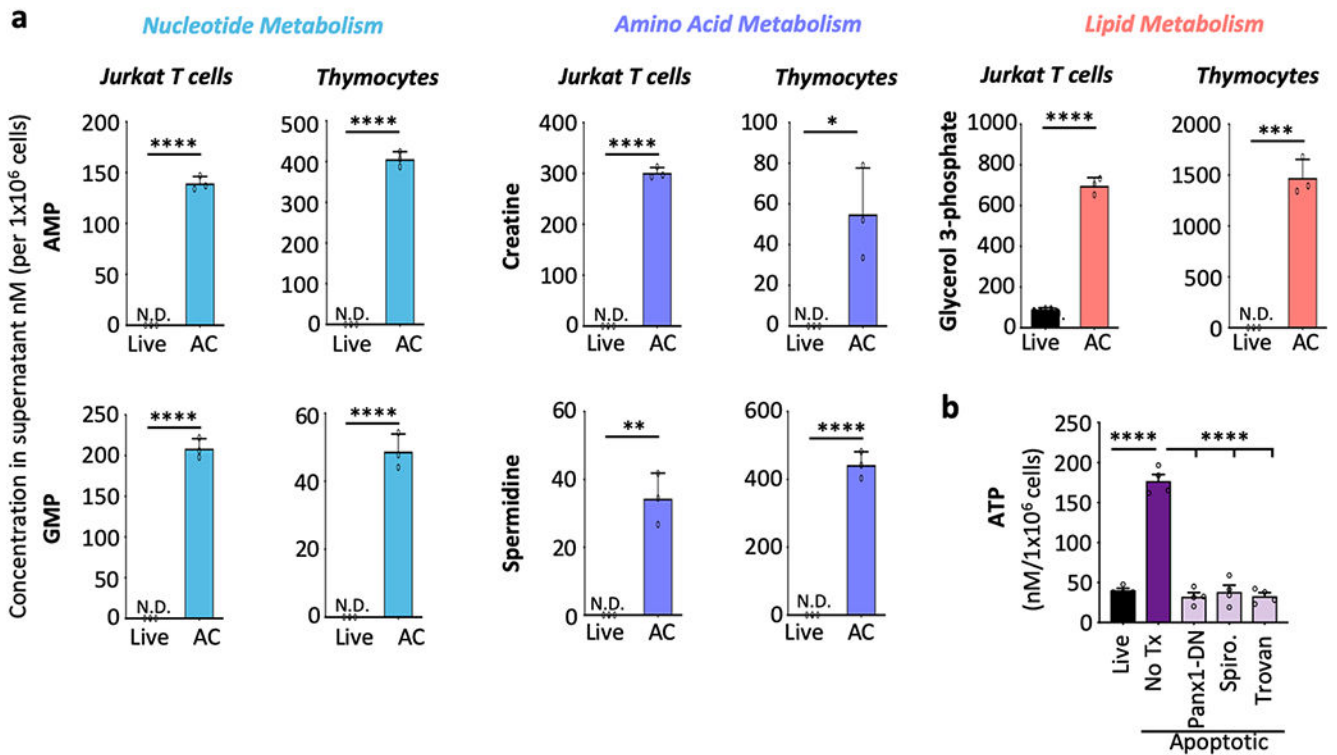 a
Nucleotide Metabolism
Amino Acid Metabolism
Lipid Metabolism
Jurkat T cells
Thymocytes
Jurkat T cells
Thymocytes
Jurkat T cells
Thymocytes
Concentration in supernatant nM (per 1x10⁶ cells)
AMP
200
150
100
50
0
****
N.D.
Live AC
500
400
300
200
100
0
****
N.D.
Live AC
Creatine
400
300
200
100
0
****
N.D.
Live AC
100
80
60
40
20
0
*
N.D.
Live AC
Glycerol 3-phosphate
1000
800
600
400
200
0
****
Live AC
2000
1500
1000
500
0
***
N.D.
Live AC
GMP
250
200
150
100
50
0
****
N.D.
Live AC
60
40
20
0
****
N.D.
Live AC
Spermidine
60
40
20
0
**
N.D.
Live AC
600
400
200
0
****
N.D.
Live AC
b
ATP
(nM/1x10⁶ cells)
250
200
150
100
50
0
**** ****
Live
No Tx
Panx1-DN
Spiro.
Trovan
Apoptotic